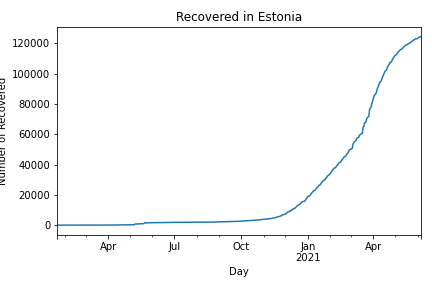 Recovered in Estonia
120000
100000
80000
60000
40000
20000
0
Number of Recovered
Apr Jul Oct Jan Apr
2021
Day